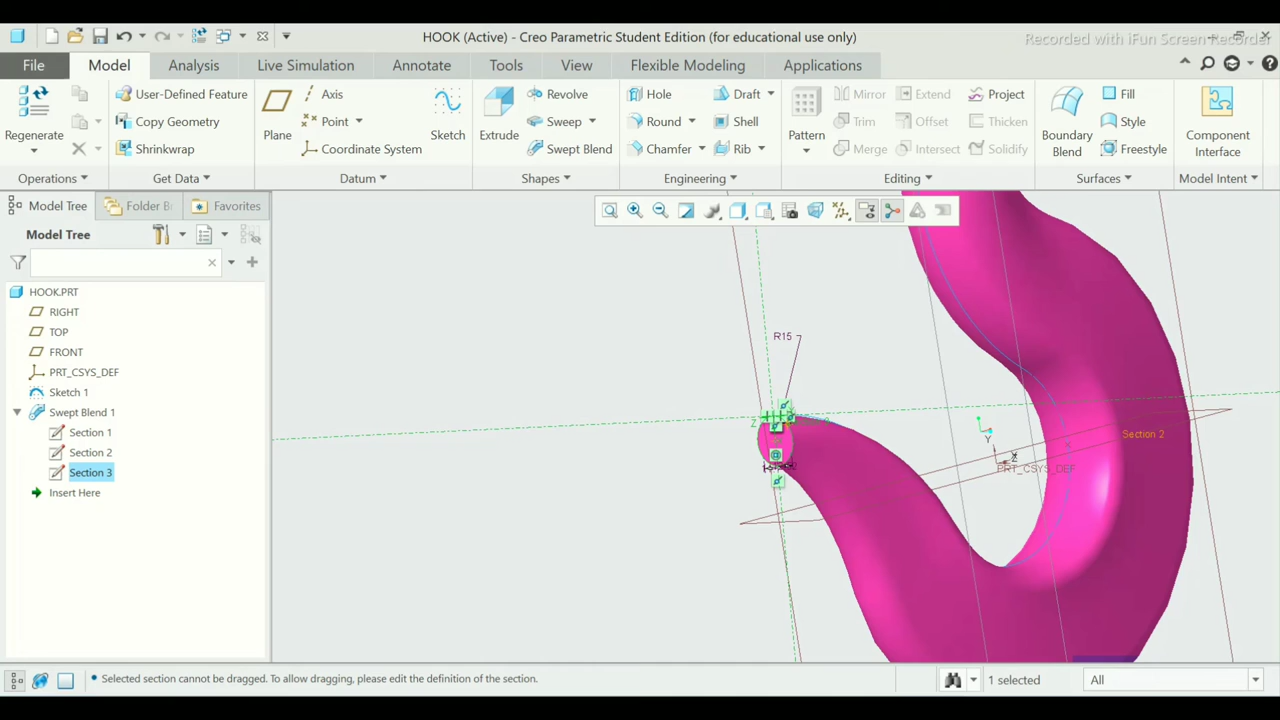 HOOK (Active) - Creo Parametric Student Edition (for educational use only)
Recorded with iFun Screen Recorder
File Model Analysis Live Simulation Annotate Tools View Flexible Modeling Applications
Regenerate
User-Defined Feature
Copy Geometry
Shrinkwrap
Plane
Axis
Point
Coordinate System
Sketch
Extrude
Revolve
Sweep
Swept Blend
Hole
Round
Chamfer
Draft
Shell
Rib
Pattern
Mirror
Trim
Merge
Extend
Offset
Intersect
Project
Thicken
Solidify
Boundary
Blend
Fill
Style
Freestyle
Component
Interface
Operations Get Data Datum Shapes Engineering Editing Surfaces Model Intent
Model Tree Folder Br Favorites
Model Tree
HOOK.PRT
RIGHT
TOP
FRONT
PRT_CSYS_DEF
Sketch 1
Swept Blend 1
Section 1
Section 2
Section 3
Insert Here
R15
Z
Section 2
Y
Z
PRT_CSYS_DEF
Selected section cannot be dragged. To allow dragging, please edit the definition of the section.
1 selected
All